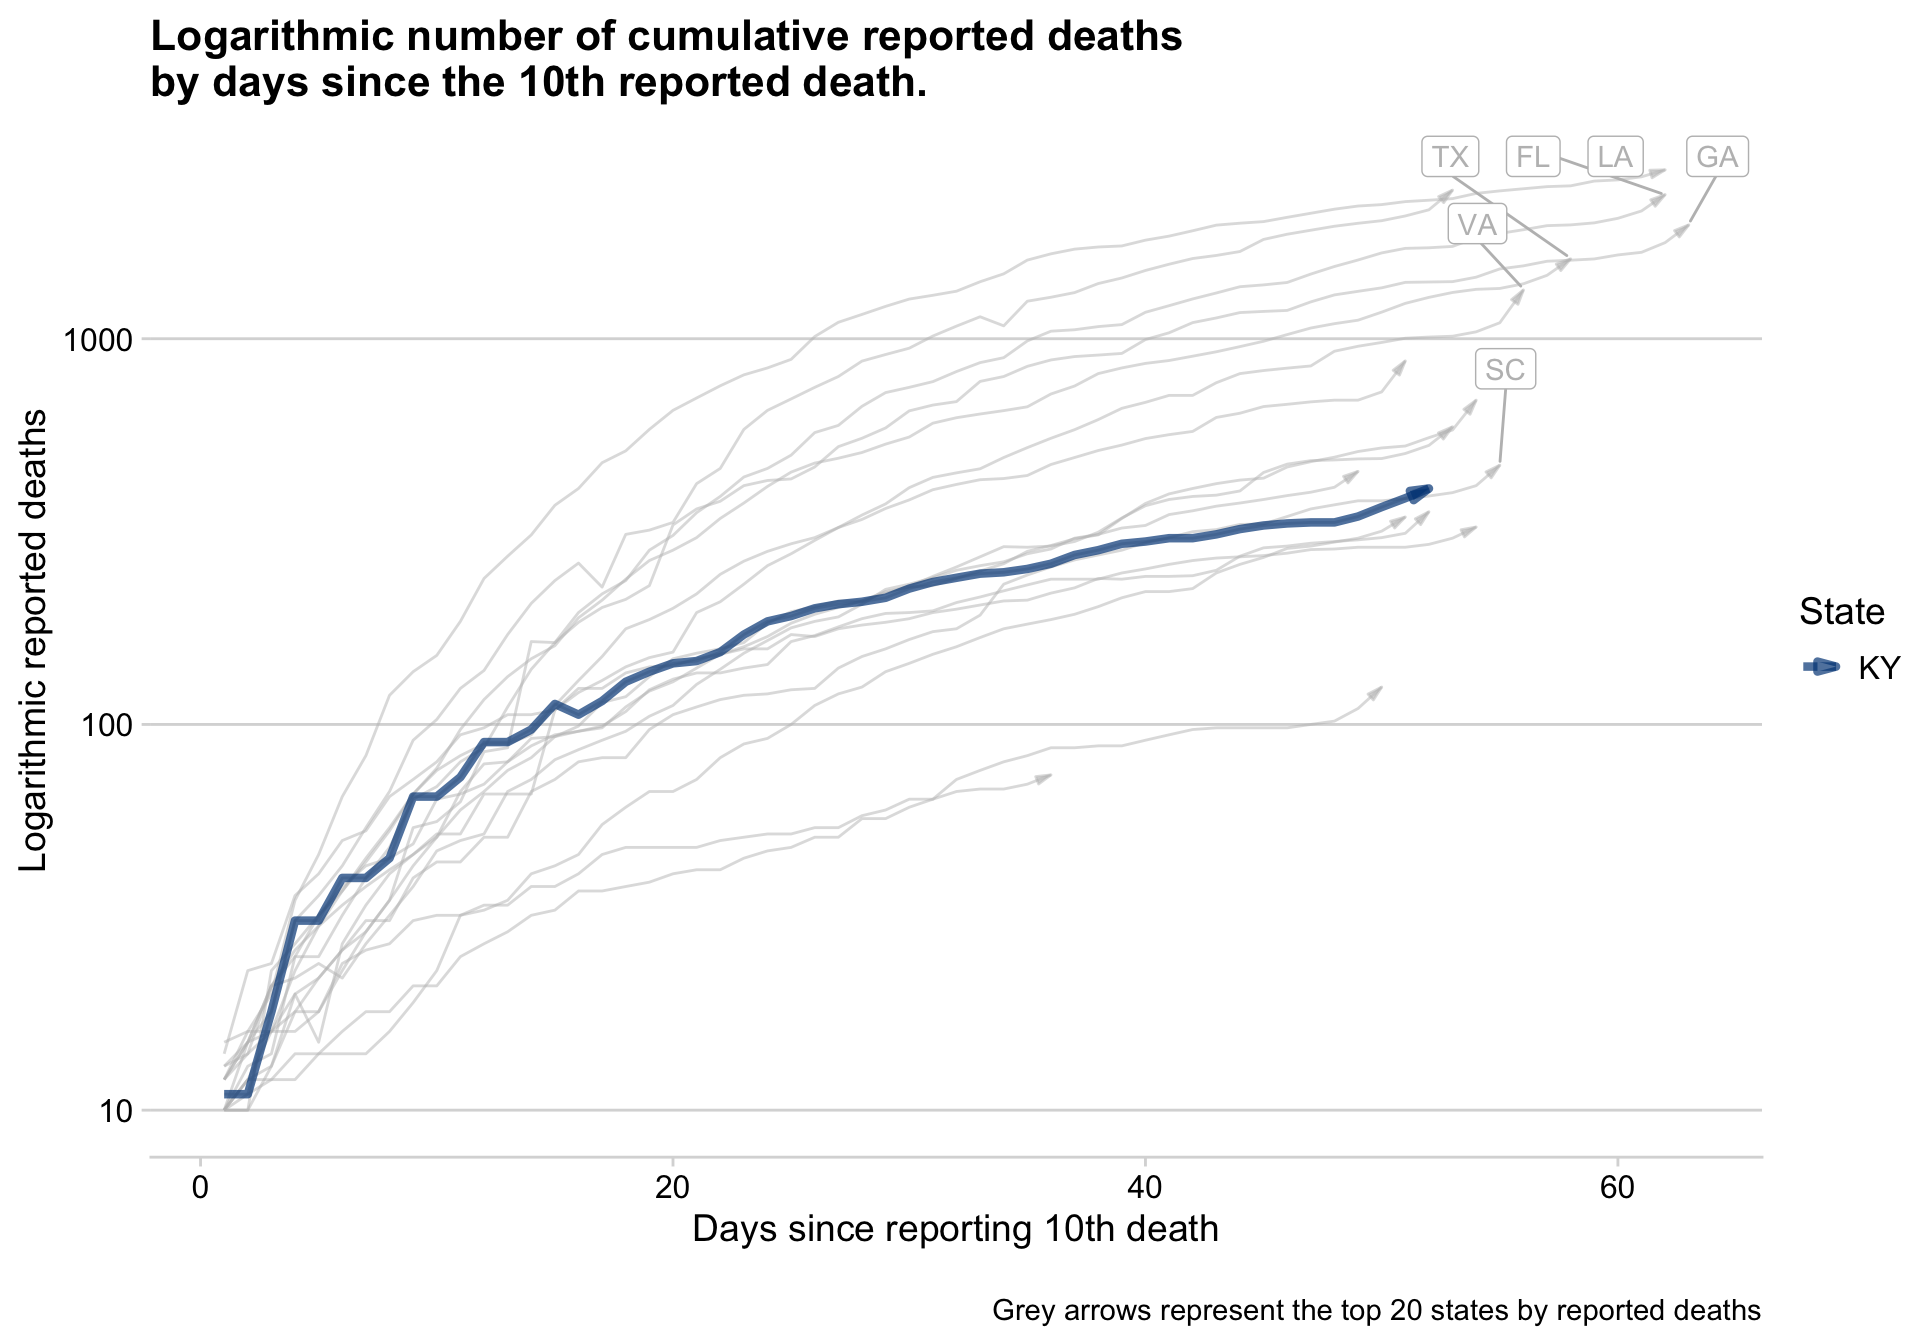 Logarithmic number of cumulative reported deaths
by days since the 10th reported death.
TX
FL
LA
GA
VA
SC
1000
100
10
Logarithmic reported deaths
0
20
40
60
Days since reporting 10th death
State
KY
Grey arrows represent the top 20 states by reported deaths